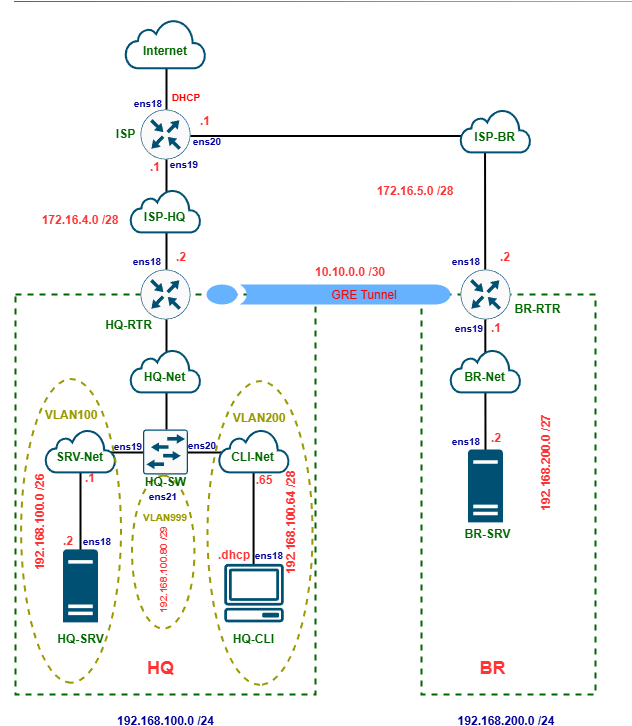 Internet
ens18
DHCP
ISP
.1
ens20
ISP-BR
.1
ens19
172.16.5.0 /28
172.16.4.0 /28
ISP-HQ
ens18
.2
10.10.0.0 /30
ens18
.2
GRE Tunnel
HQ-RTR
BR-RTR
ens19
.1
HQ-Net
BR-Net
VLAN100
VLAN200
ens19
ens20
ens18
.2
SRV-Net
CLI-Net
HQ-SW
.1
.65
ens21
192.168.100.0 /26
VLAN999
192.168.100.80 /29
192.168.100.64 /28
192.168.200.0 /27
BR-SRV
.2
ens18
.dhcp
ens18
HQ-SRV
HQ-CLI
HQ
BR
192.168.100.0 /24
192.168.200.0 /24